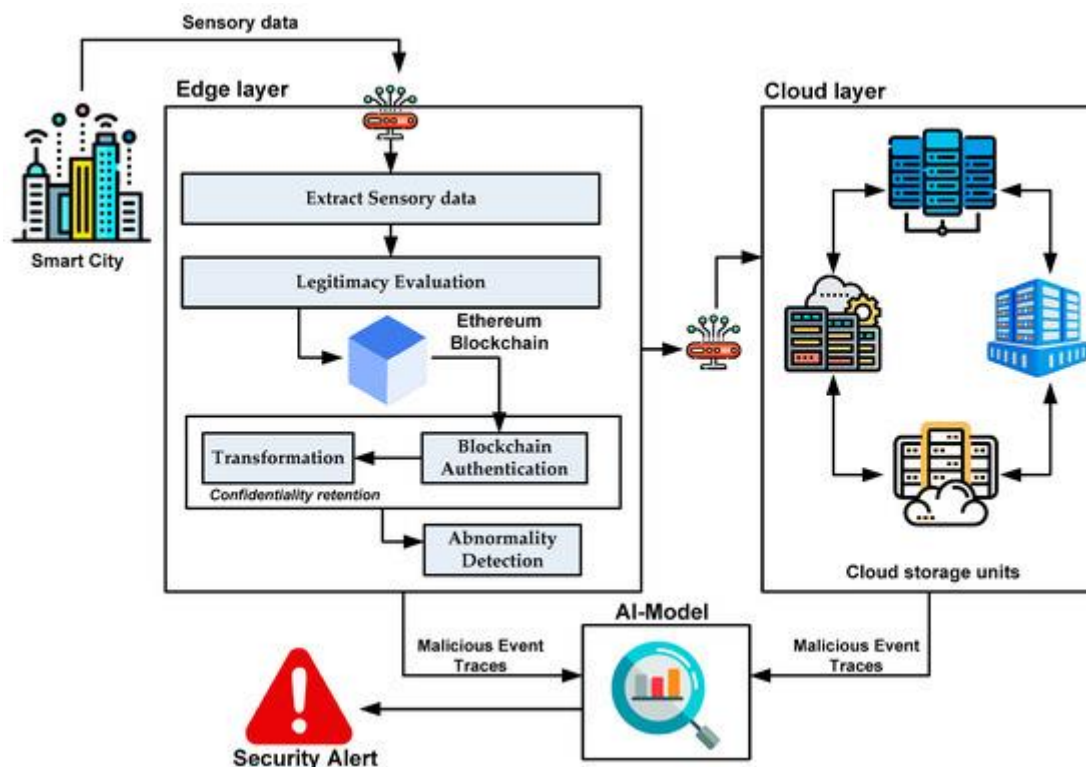 Sensory data
Edge layer
Cloud layer
Extract Sensory data
Smart City
Legitimacy Evaluation
Ethereum
Blockchain
Transformation
Blockchain
Authentication
Confidentiality retention
Abnormality
Detection
Cloud storage units
AI-Model
Malicious Event
Traces
Malicious Event
Traces
Security Alert